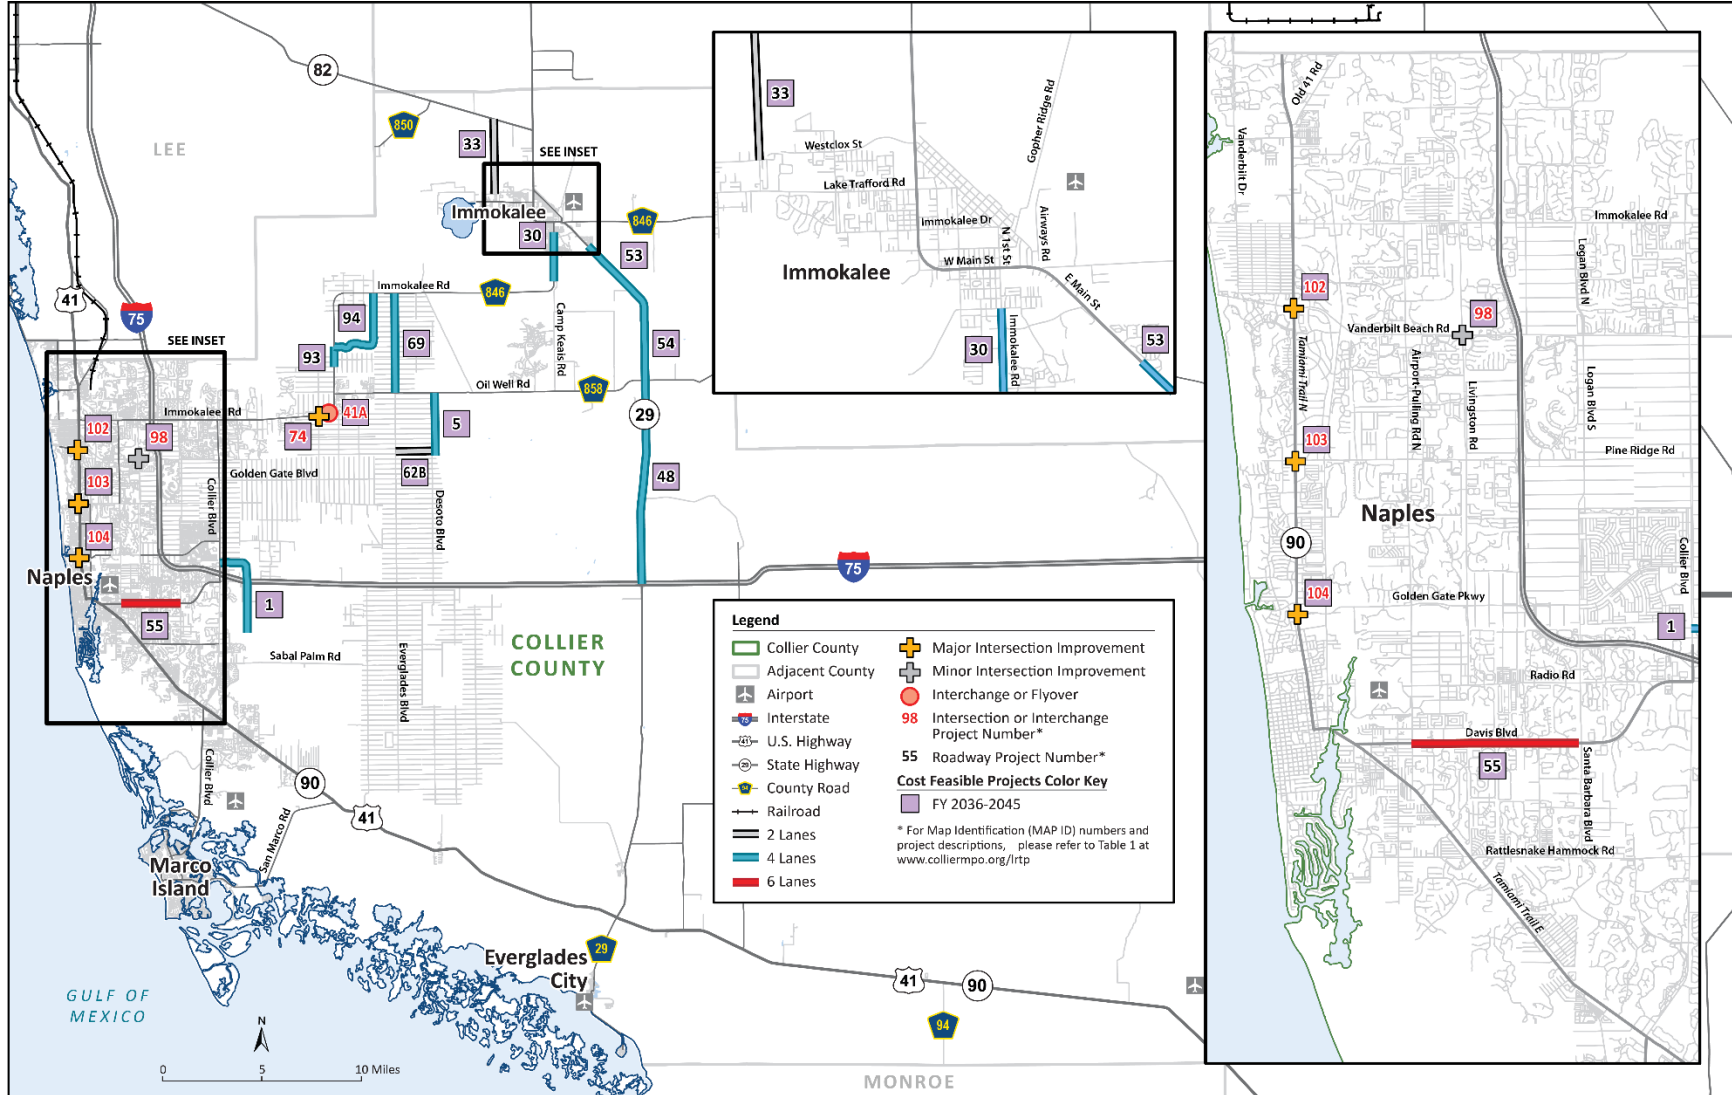 82
850
LEE
33
SEE INSET
Immokalee
30
846
53
41
75
Immokalee Rd
846
94
93
69
Camp Keais Rd
54
SEE INSET
Oil Well Rd
858
Immokalee Rd
41A
74
5
29
102
98
103
104
Golden Gate Blvd
62B
48
Collier Blvd
Desoto Blvd
75
Naples
55
1
Sabal Palm Rd
Everglades Blvd
COLLIER
COUNTY
Collier Blvd
90
41
San Marco Rd
Marco
Island
Everglades
City
29
41
90
94
GULF OF
MEXICO
N
0 5 10 Miles
MONROE
33
Westclox St
Lake Trafford Rd
Gopher Ridge Rd
Immokalee Dr
N 1st St
Airways Rd
W Main St
Immokalee
E Main St
30
Immokalee Rd
53
Legend
Collier County
Adjacent County
Airport
75
Interstate
41
U.S. Highway
29
State Highway
94
County Road
Railroad
2 Lanes
4 Lanes
6 Lanes
Major Intersection Improvement
Minor Intersection Improvement
Interchange or Flyover
98 Intersection or Interchange
Project Number*
55 Roadway Project Number*
Cost Feasible Projects Color Key
FY 2036-2045
* For Map Identification (MAP ID) numbers and
project descriptions, please refer to Table 1 at
www.colliermpo.org/lrtp
Old 41 Rd
Vanderbilt Dr
Immokalee Rd
Logan Blvd N
102
98
Vanderbilt Beach Rd
Tamiami Trail N
Airport-Pulling Rd N
Livingston Rd
Logan Blvd S
103
Pine Ridge Rd
Naples
90
Collier Blvd
104
Golden Gate Pkwy
1
Radio Rd
Davis Blvd
55
Santa Barbara Blvd
Rattlesnake Hammock Rd
Tamiami Trail E